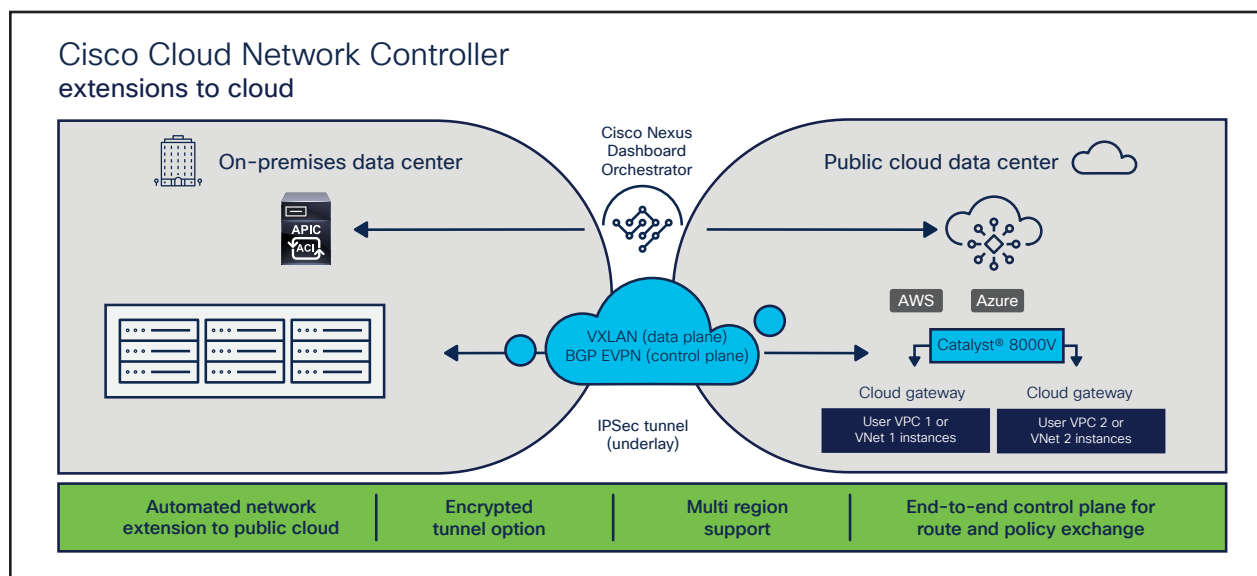 Cisco Cloud Network Controller
extensions to cloud
On-premises data center
APIC
ACI
Cisco Nexus
Dashboard
Orchestrator
Public cloud data center
AWS
Azure
VXLAN (data plane)
BGP EVPN (control plane)
Catalyst® 8000V
Cloud gateway
User VPC 1 or
VNet 1 instances
Cloud gateway
User VPC 2 or
VNet 2 instances
IPSec tunnel
(underlay)
Automated network
extension to public cloud
Encrypted
tunnel option
Multi region
support
End-to-end control plane for
route and policy exchange